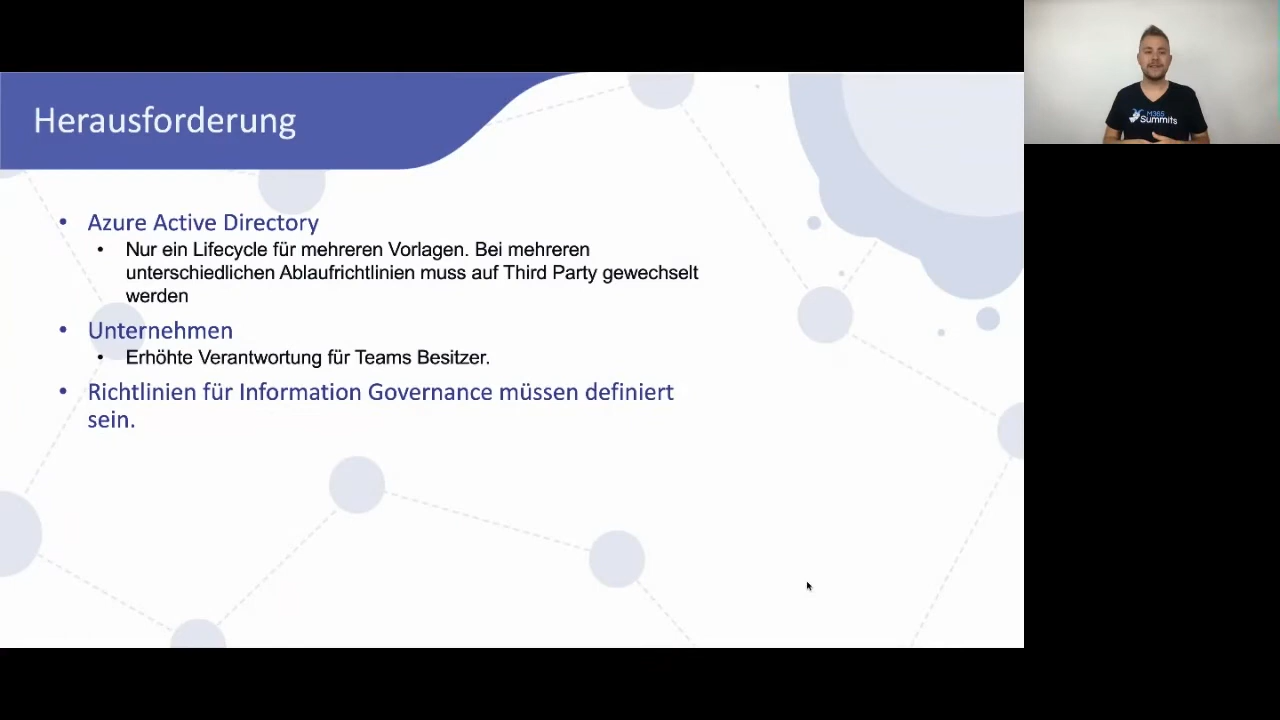 Herausforderung
• Azure Active Directory
• Nur ein Lifecycle für mehreren Vorlagen. Bei mehreren
unterschiedlichen Ablaufrichtlinien muss auf Third Party gewechselt
werden
• Unternehmen
• Erhöhte Verantwortung für Teams Besitzer.
• Richtlinien für Information Governance müssen definiert
sein.
M365
Summits